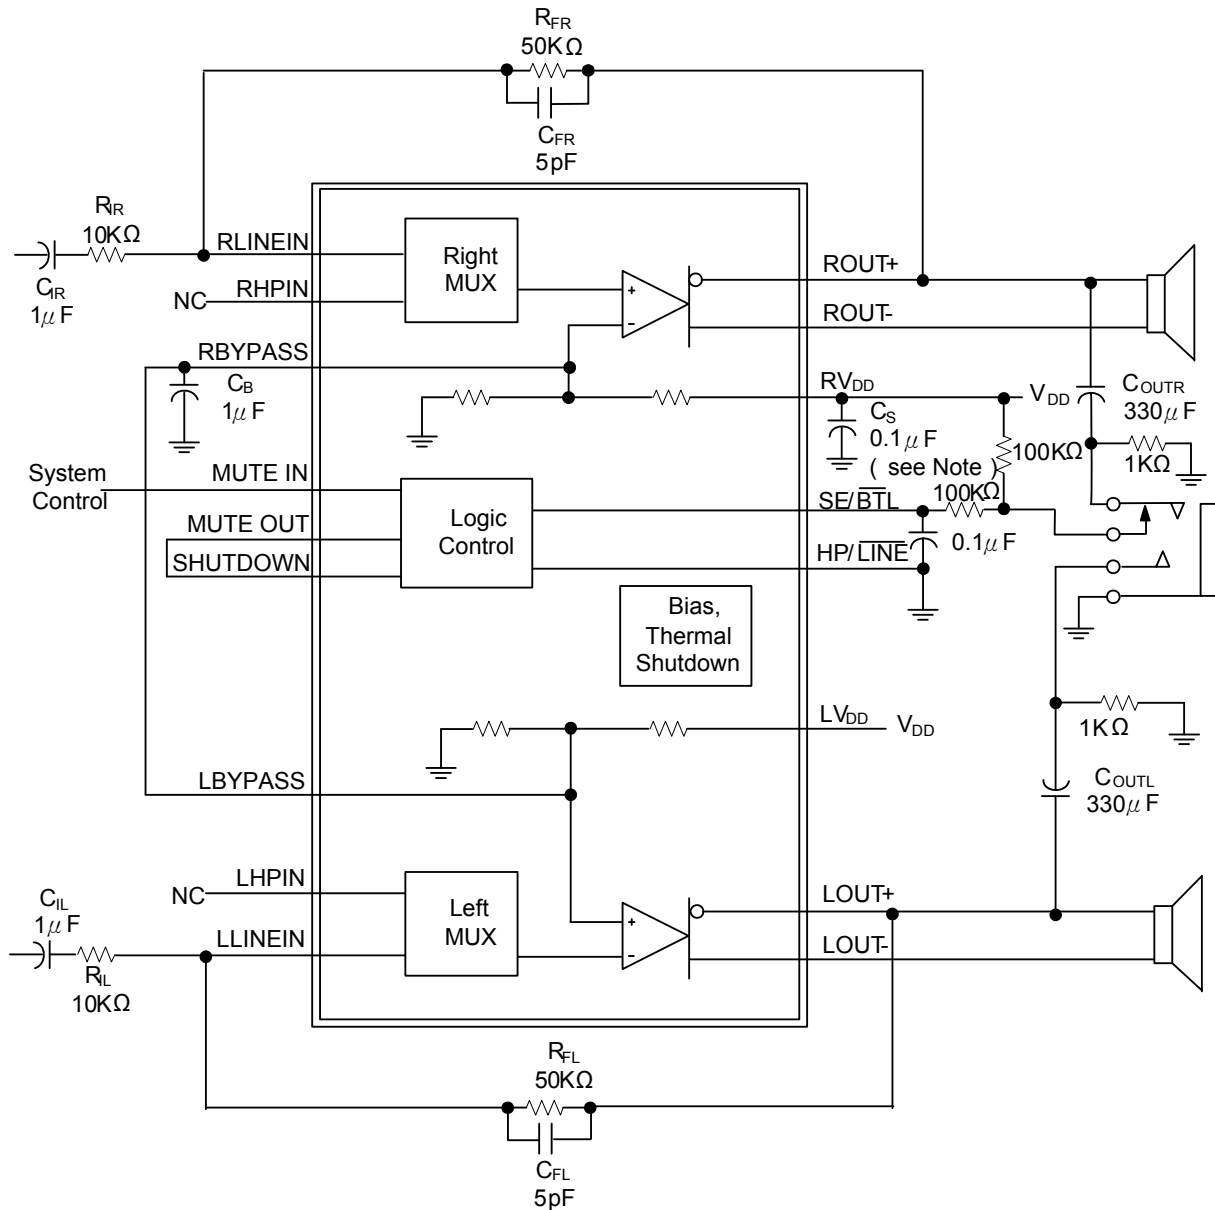 RFR
50KΩ
CFR
5pF
RIR
10KΩ
CIR
1μF
RLINEIN
NC
RHPIN
Right
MUX
+
-
ROUT+
ROUT-
RBYPASS
CB
1μF
RVDD
VDD
CS
0.1μF
( see Note )
100KΩ
100KΩ
COUTR
330μF
1KΩ
System
Control
MUTE IN
MUTE OUT
SHUTDOWN
Logic
Control
SE/B̅T̅L̅
HP/L̅I̅N̅E̅
0.1μF
Bias,
Thermal
Shutdown
LVDD
VDD
1KΩ
LBYPASS
COUTL
330μF
NC
LHPIN
Left
MUX
+
-
LOUT+
LOUT-
CIL
1μF
RIL
10KΩ
LLINEIN
RFL
50KΩ
CFL
5pF